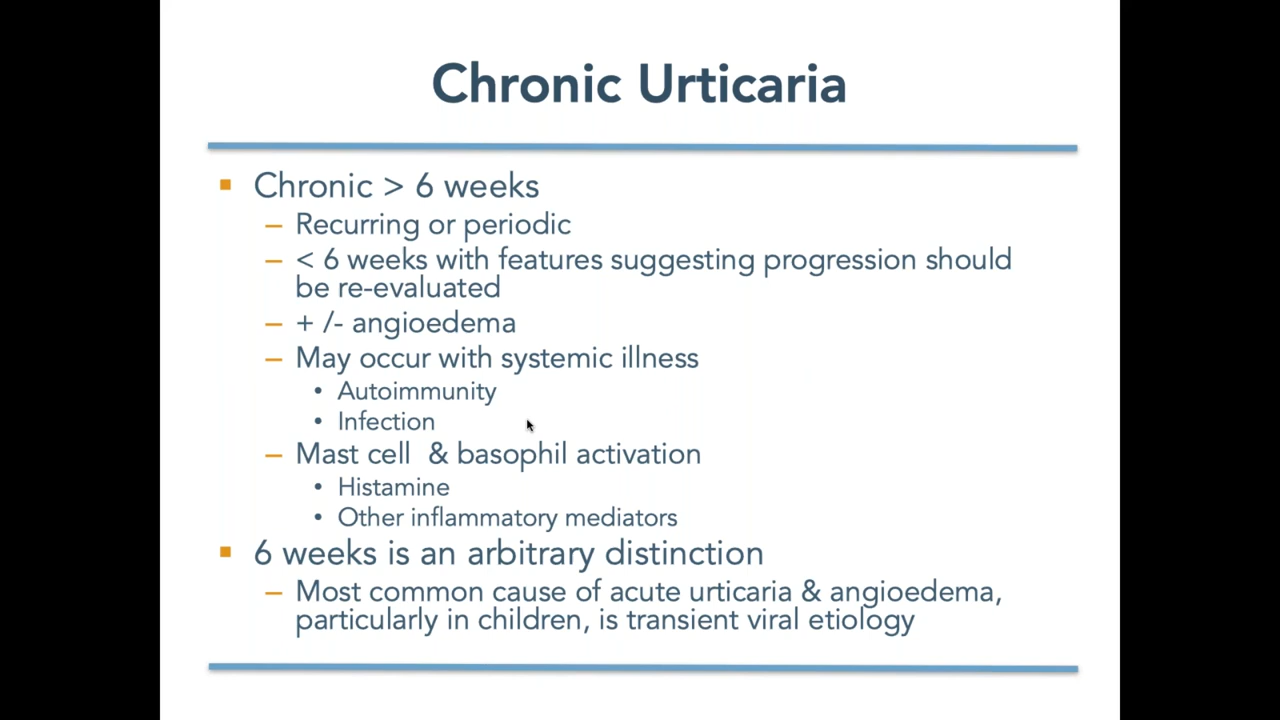 Chronic Urticaria
▪ Chronic > 6 weeks
– Recurring or periodic
– < 6 weeks with features suggesting progression should
be re-evaluated
– + /- angioedema
– May occur with systemic illness
• Autoimmunity
• Infection
– Mast cell  & basophil activation
• Histamine
• Other inflammatory mediators
▪ 6 weeks is an arbitrary distinction
– Most common cause of acute urticaria & angioedema,
particularly in children, is transient viral etiology